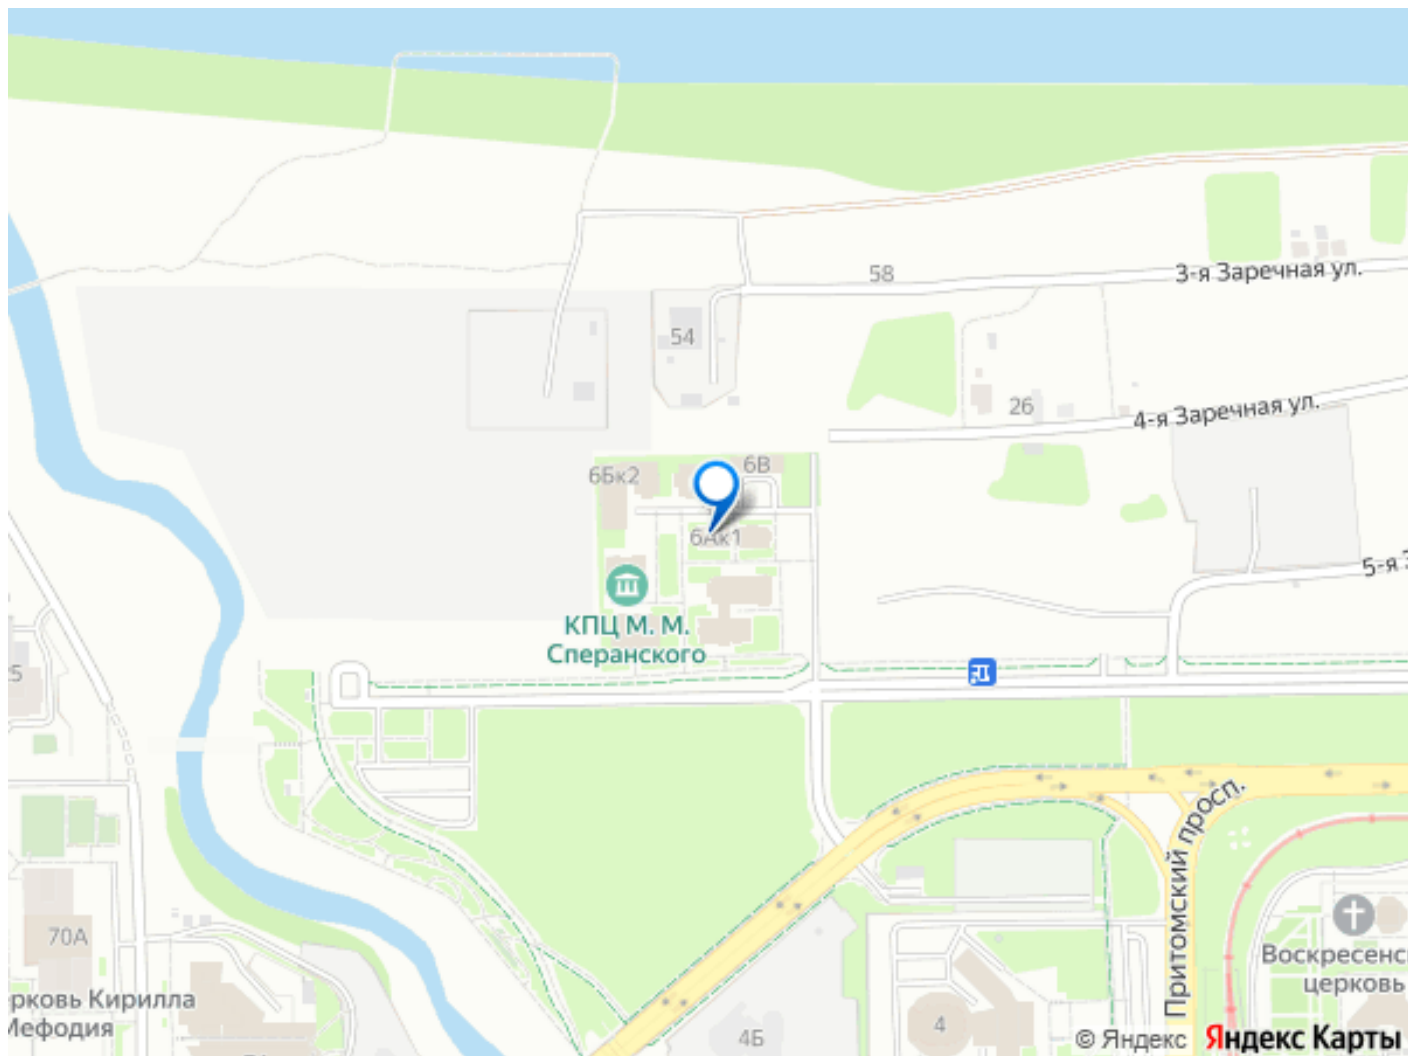 58
3-я Заречная ул.
54
26
4-я Заречная ул.
6В
6Бк2
6Ак1
5-я З
КПЦ М. М.
Сперанского
5
Притомский просп.
70А
Воскресенс
церковь
рковь Кирилла
Мефодия
4
4Б
© Яндекс Яндекс Карты